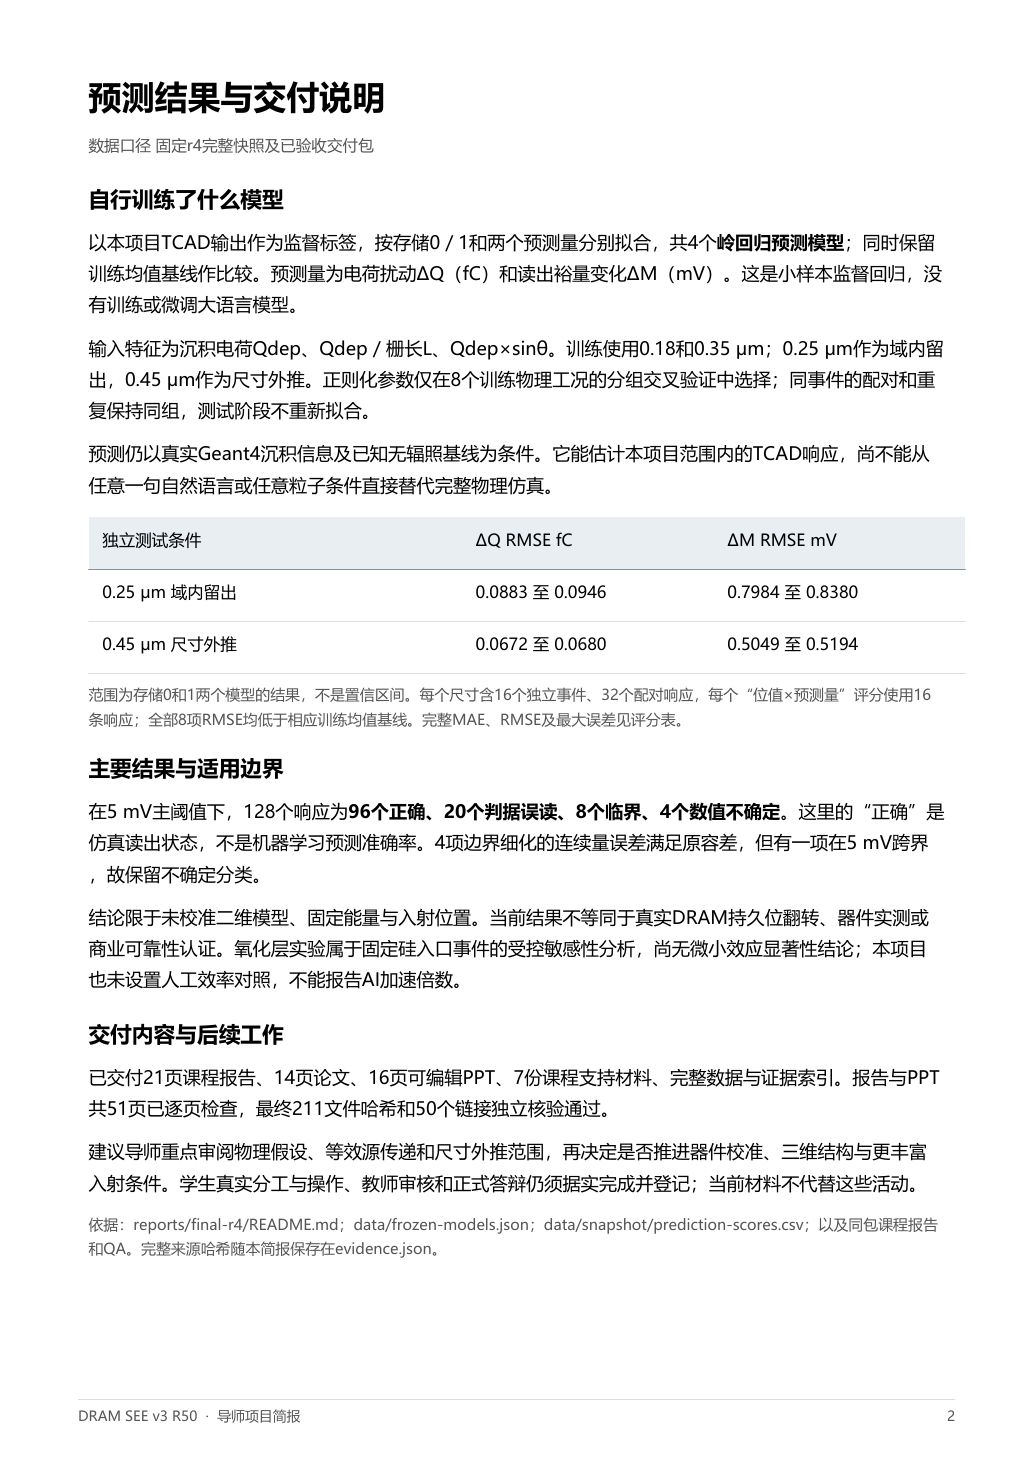 预测结果与交付说明
数据口径 固定r4完整快照及已验收交付包
自行训练了什么模型
以本项目TCAD输出作为监督标签，按存储0 / 1和两个预测量分别拟合，共4个岭回归预测模型；同时保留
训练均值基线作比较。预测量为电荷扰动ΔQ（fC）和读出裕量变化ΔM（mV）。这是小样本监督回归，没
有训练或微调大语言模型。
输入特征为沉积电荷Qdep、Qdep / 栅长L、Qdep×sinθ。训练使用0.18和0.35 μm；0.25 μm作为域内留
出，0.45 μm作为尺寸外推。正则化参数仅在8个训练物理工况的分组交叉验证中选择；同事件的配对和重
复保持同组，测试阶段不重新拟合。
预测仍以真实Geant4沉积信息及已知无辐照基线为条件。它能估计本项目范围内的TCAD响应，尚不能从
任意一句自然语言或任意粒子条件直接替代完整物理仿真。
独立测试条件 ΔQ RMSE fC ΔM RMSE mV
0.25 μm 域内留出 0.0883 至 0.0946 0.7984 至 0.8380
0.45 μm 尺寸外推 0.0672 至 0.0680 0.5049 至 0.5194
范围为存储0和1两个模型的结果，不是置信区间。每个尺寸含16个独立事件、32个配对响应，每个“位值×预测量”评分使用16
条响应；全部8项RMSE均低于相应训练均值基线。完整MAE、RMSE及最大误差见评分表。
主要结果与适用边界
在5 mV主阈值下，128个响应为96个正确、20个判据误读、8个临界、4个数值不确定。这里的“正确”是
仿真读出状态，不是机器学习预测准确率。4项边界细化的连续量误差满足原容差，但有一项在5 mV跨界
，故保留不确定分类。
结论限于未校准二维模型、固定能量与入射位置。当前结果不等同于真实DRAM持久位翻转、器件实测或
商业可靠性认证。氧化层实验属于固定硅入口事件的受控敏感性分析，尚无微小效应显著性结论；本项目
也未设置人工效率对照，不能报告AI加速倍数。
交付内容与后续工作
已交付21页课程报告、14页论文、16页可编辑PPT、7份课程支持材料、完整数据与证据索引。报告与PPT
共51页已逐页检查，最终211文件哈希和50个链接独立核验通过。
建议导师重点审阅物理假设、等效源传递和尺寸外推范围，再决定是否推进器件校准、三维结构与更丰富
入射条件。学生真实分工与操作、教师审核和正式答辩仍须据实完成并登记；当前材料不代替这些活动。
依据：reports/final-r4/README.md；data/frozen-models.json；data/snapshot/prediction-scores.csv；以及同包课程报告
和QA。完整来源哈希随本简报保存在evidence.json。
DRAM SEE v3 R50 · 导师项目简报 2